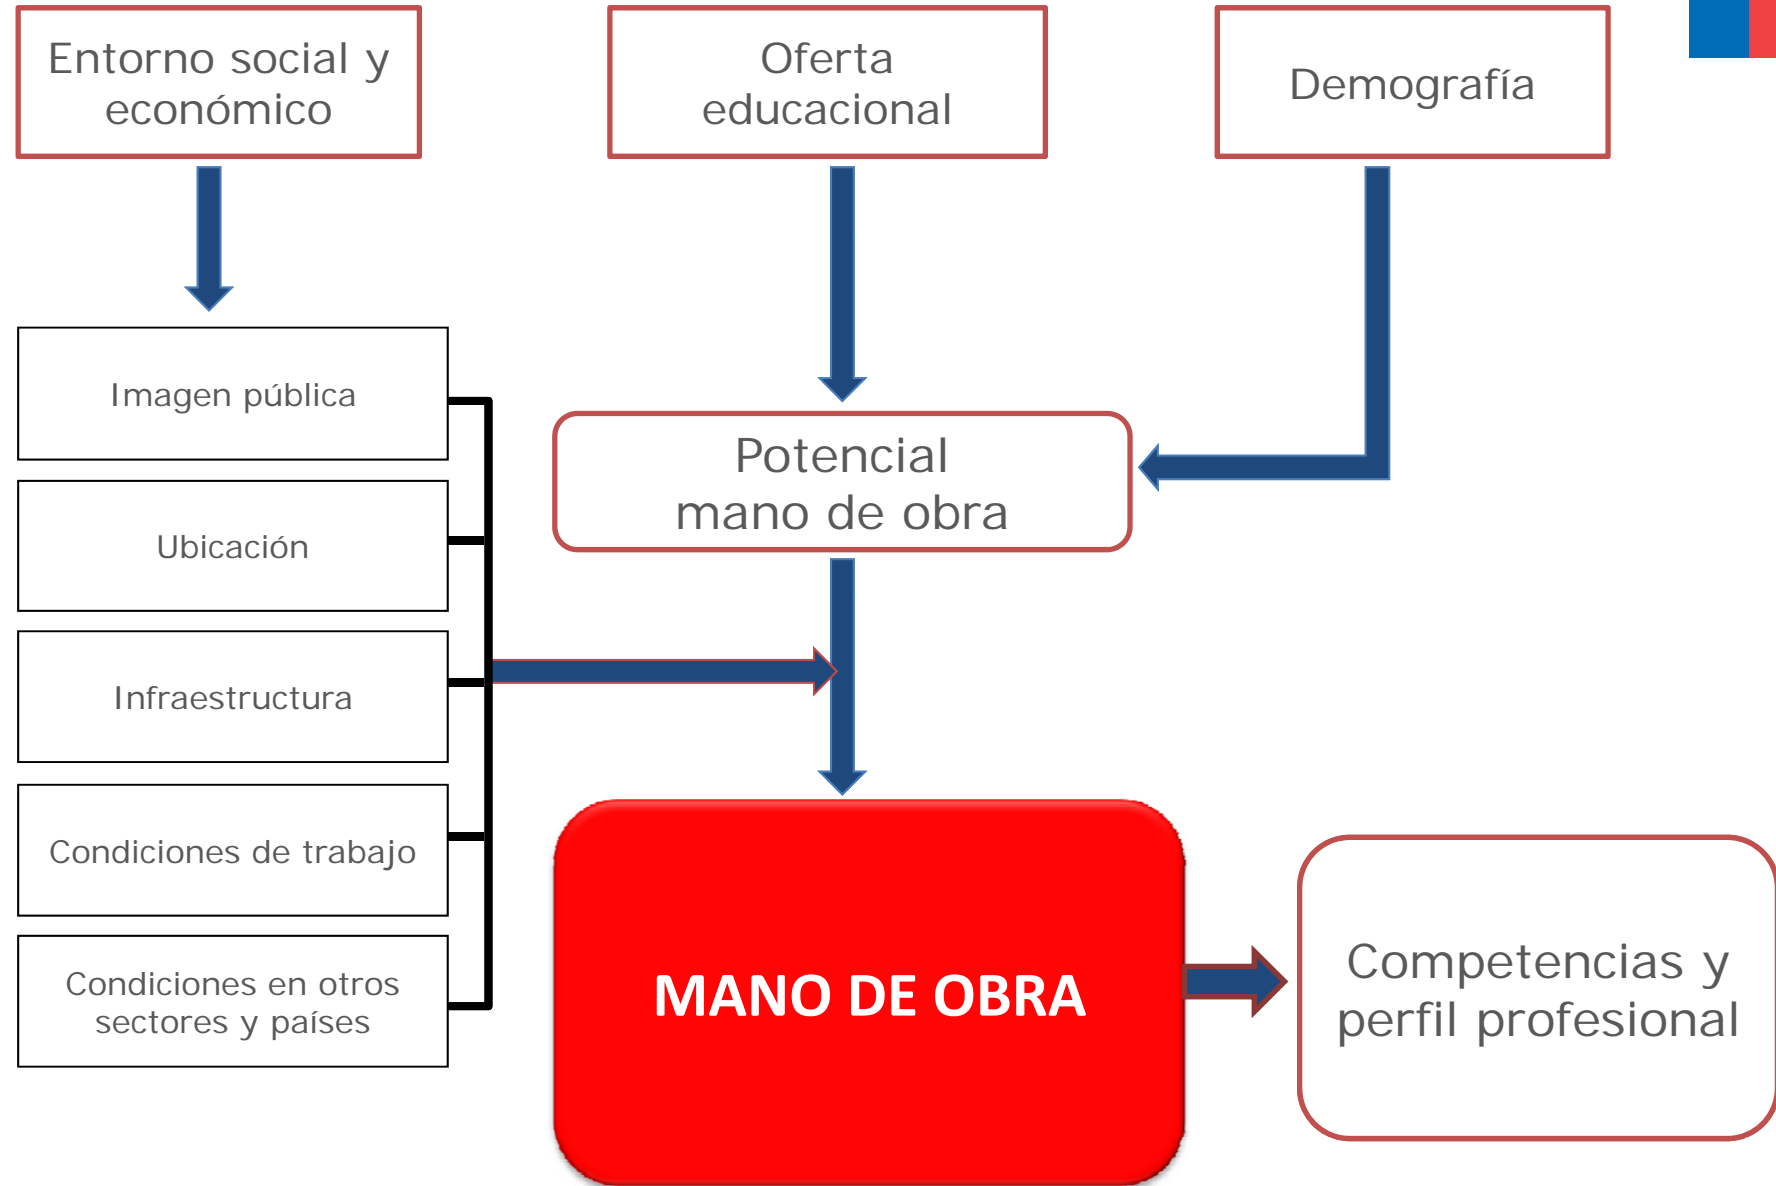 Entorno social y
económico
Oferta
educacional
Demografía
Imagen pública
Ubicación
Infraestructura
Condiciones de trabajo
Condiciones en otros
sectores y países
Potencial
mano de obra
MANO DE OBRA
Competencias y
perfil profesional